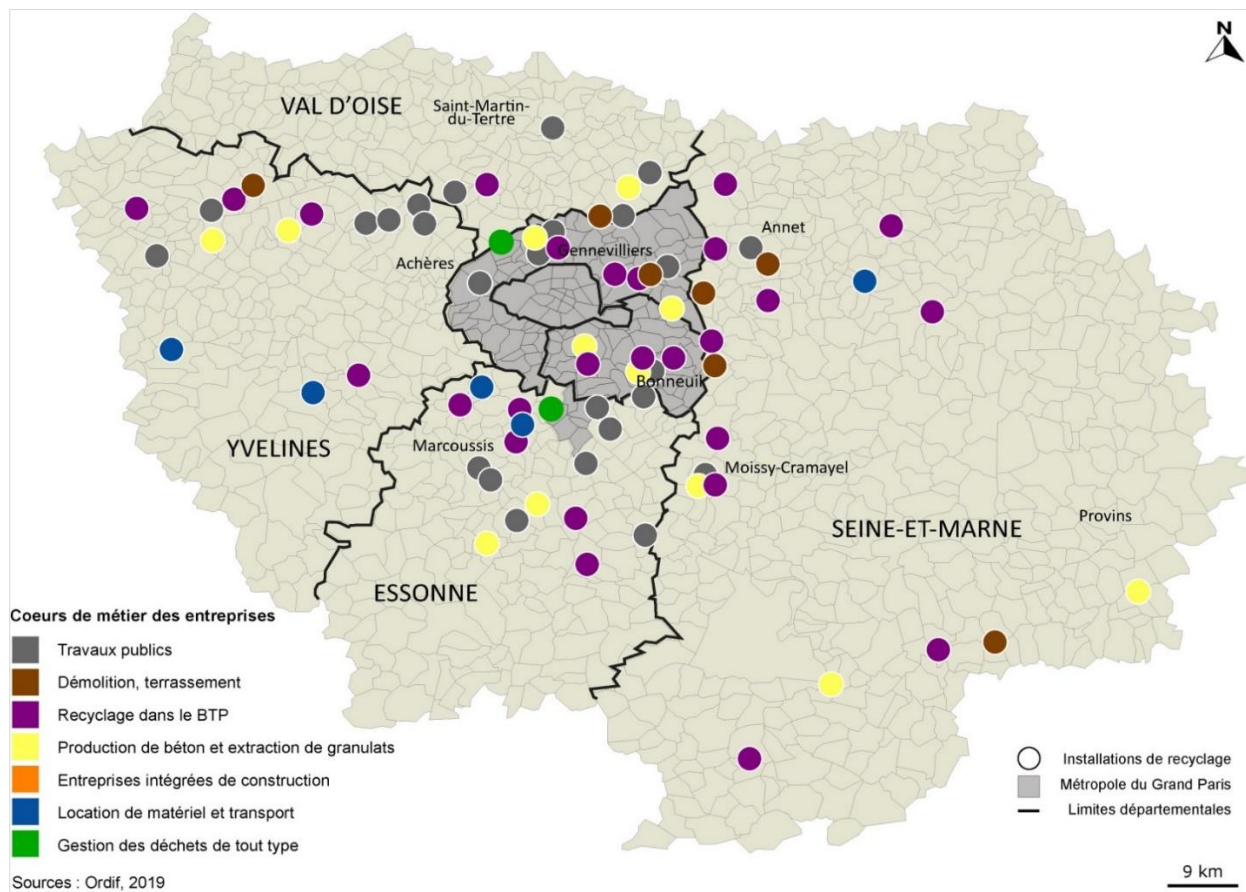 N
VAL D'OISE
Saint-Martin-
du-Tertre
Annet
Gennevilliers
Achères
Bonneuil
YVELINES
Marcoussis
Moissy-Cramayel
Provins
SEINE-ET-MARNE
ESSONNE
Coeurs de métier des entreprises
Travaux publics
Démolition, terrassement
Recyclage dans le BTP
Production de béton et extraction de granulats
Entreprises intégrées de construction
Location de matériel et transport
Gestion des déchets de tout type
Sources : Ordif, 2019
Installations de recyclage
Métropole du Grand Paris
Limites départementales
9 km